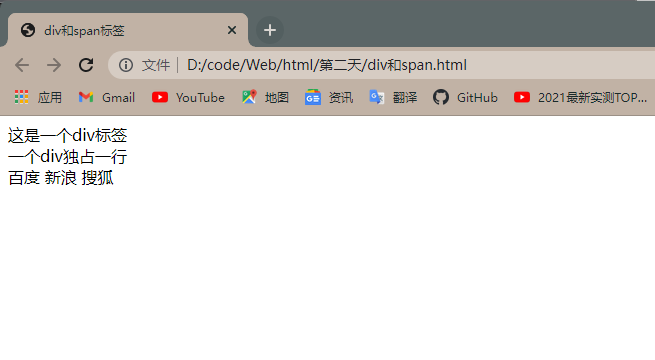 div和span标签
文件 D:/code/Web/html/第二天/div和span.html
应用 Gmail YouTube 地图 资讯 翻译 GitHub 2021最新实测TOP...
这是一个div标签
一个div独占一行
百度 新浪 搜狐